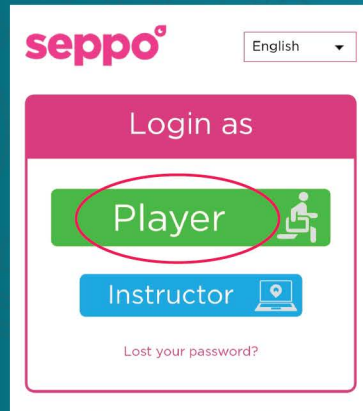 seppo
English
Login as
Player
Instructor
Lost your password?